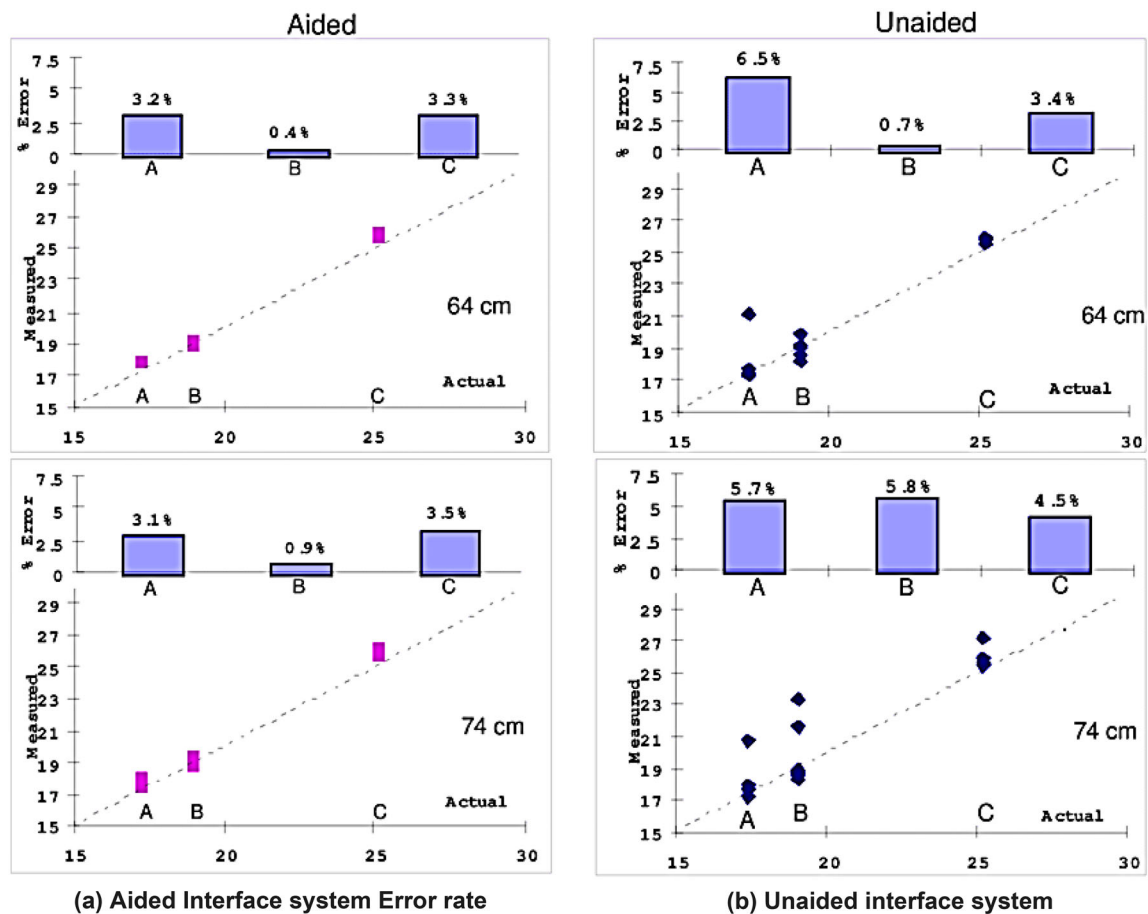 Aided
% Error
7.5
5
2.5
0
3.2%
0.4%
3.3%
A
B
C
Measured
29
27
25
23
21
19
17
15
64 cm
Actual
A B C
15 20 25 30
Unaided
% Error
7.5
5
2.5
0
6.5%
0.7%
3.4%
A
B
C
Measured
29
27
25
23
21
19
17
15
64 cm
Actual
A B C
15 20 25 30
% Error
7.5
5
2.5
0
3.1%
0.9%
3.5%
A
B
C
Measured
29
27
25
23
21
19
17
15
74 cm
Actual
A B C
15 20 25 30
% Error
7.5
5
2.5
0
5.7%
5.8%
4.5%
A
B
C
Measured
29
27
25
23
21
19
17
15
74 cm
Actual
A B C
15 20 25 30
(a) Aided Interface system Error rate
(b) Unaided interface system